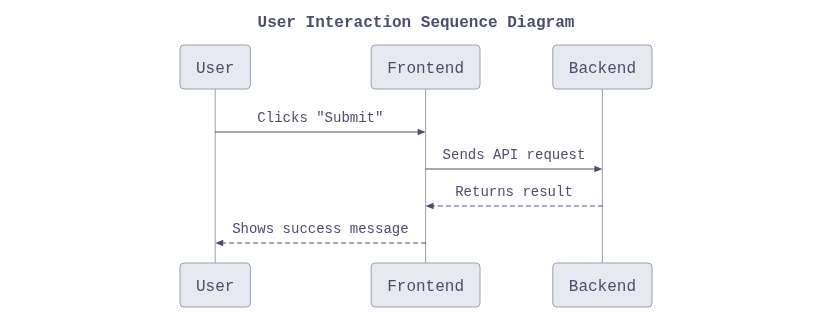 User Interaction Sequence Diagram
User Frontend Backend
Clicks "Submit"
Sends API request
Returns result
Shows success message
User Frontend Backend